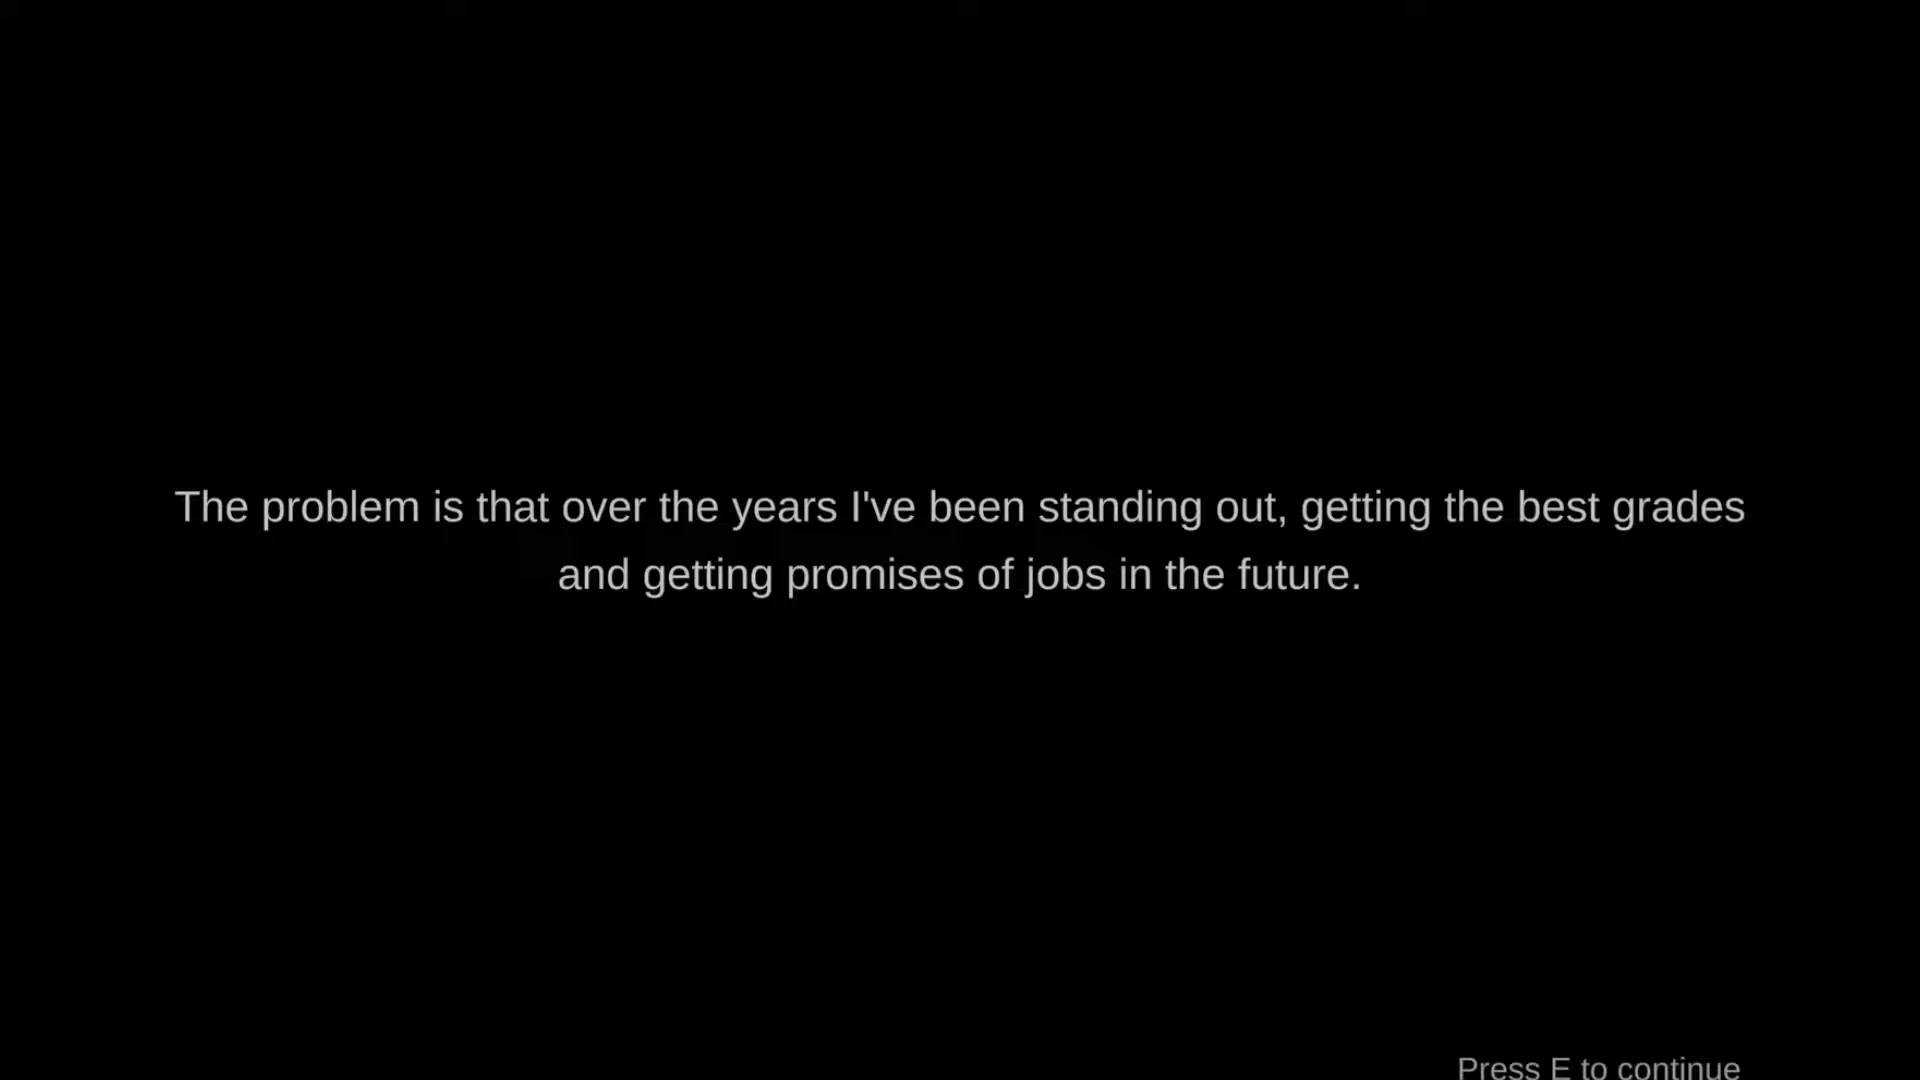 The problem is that over the years I've been standing out, getting the best grades
and getting promises of jobs in the future.
Press E to continue